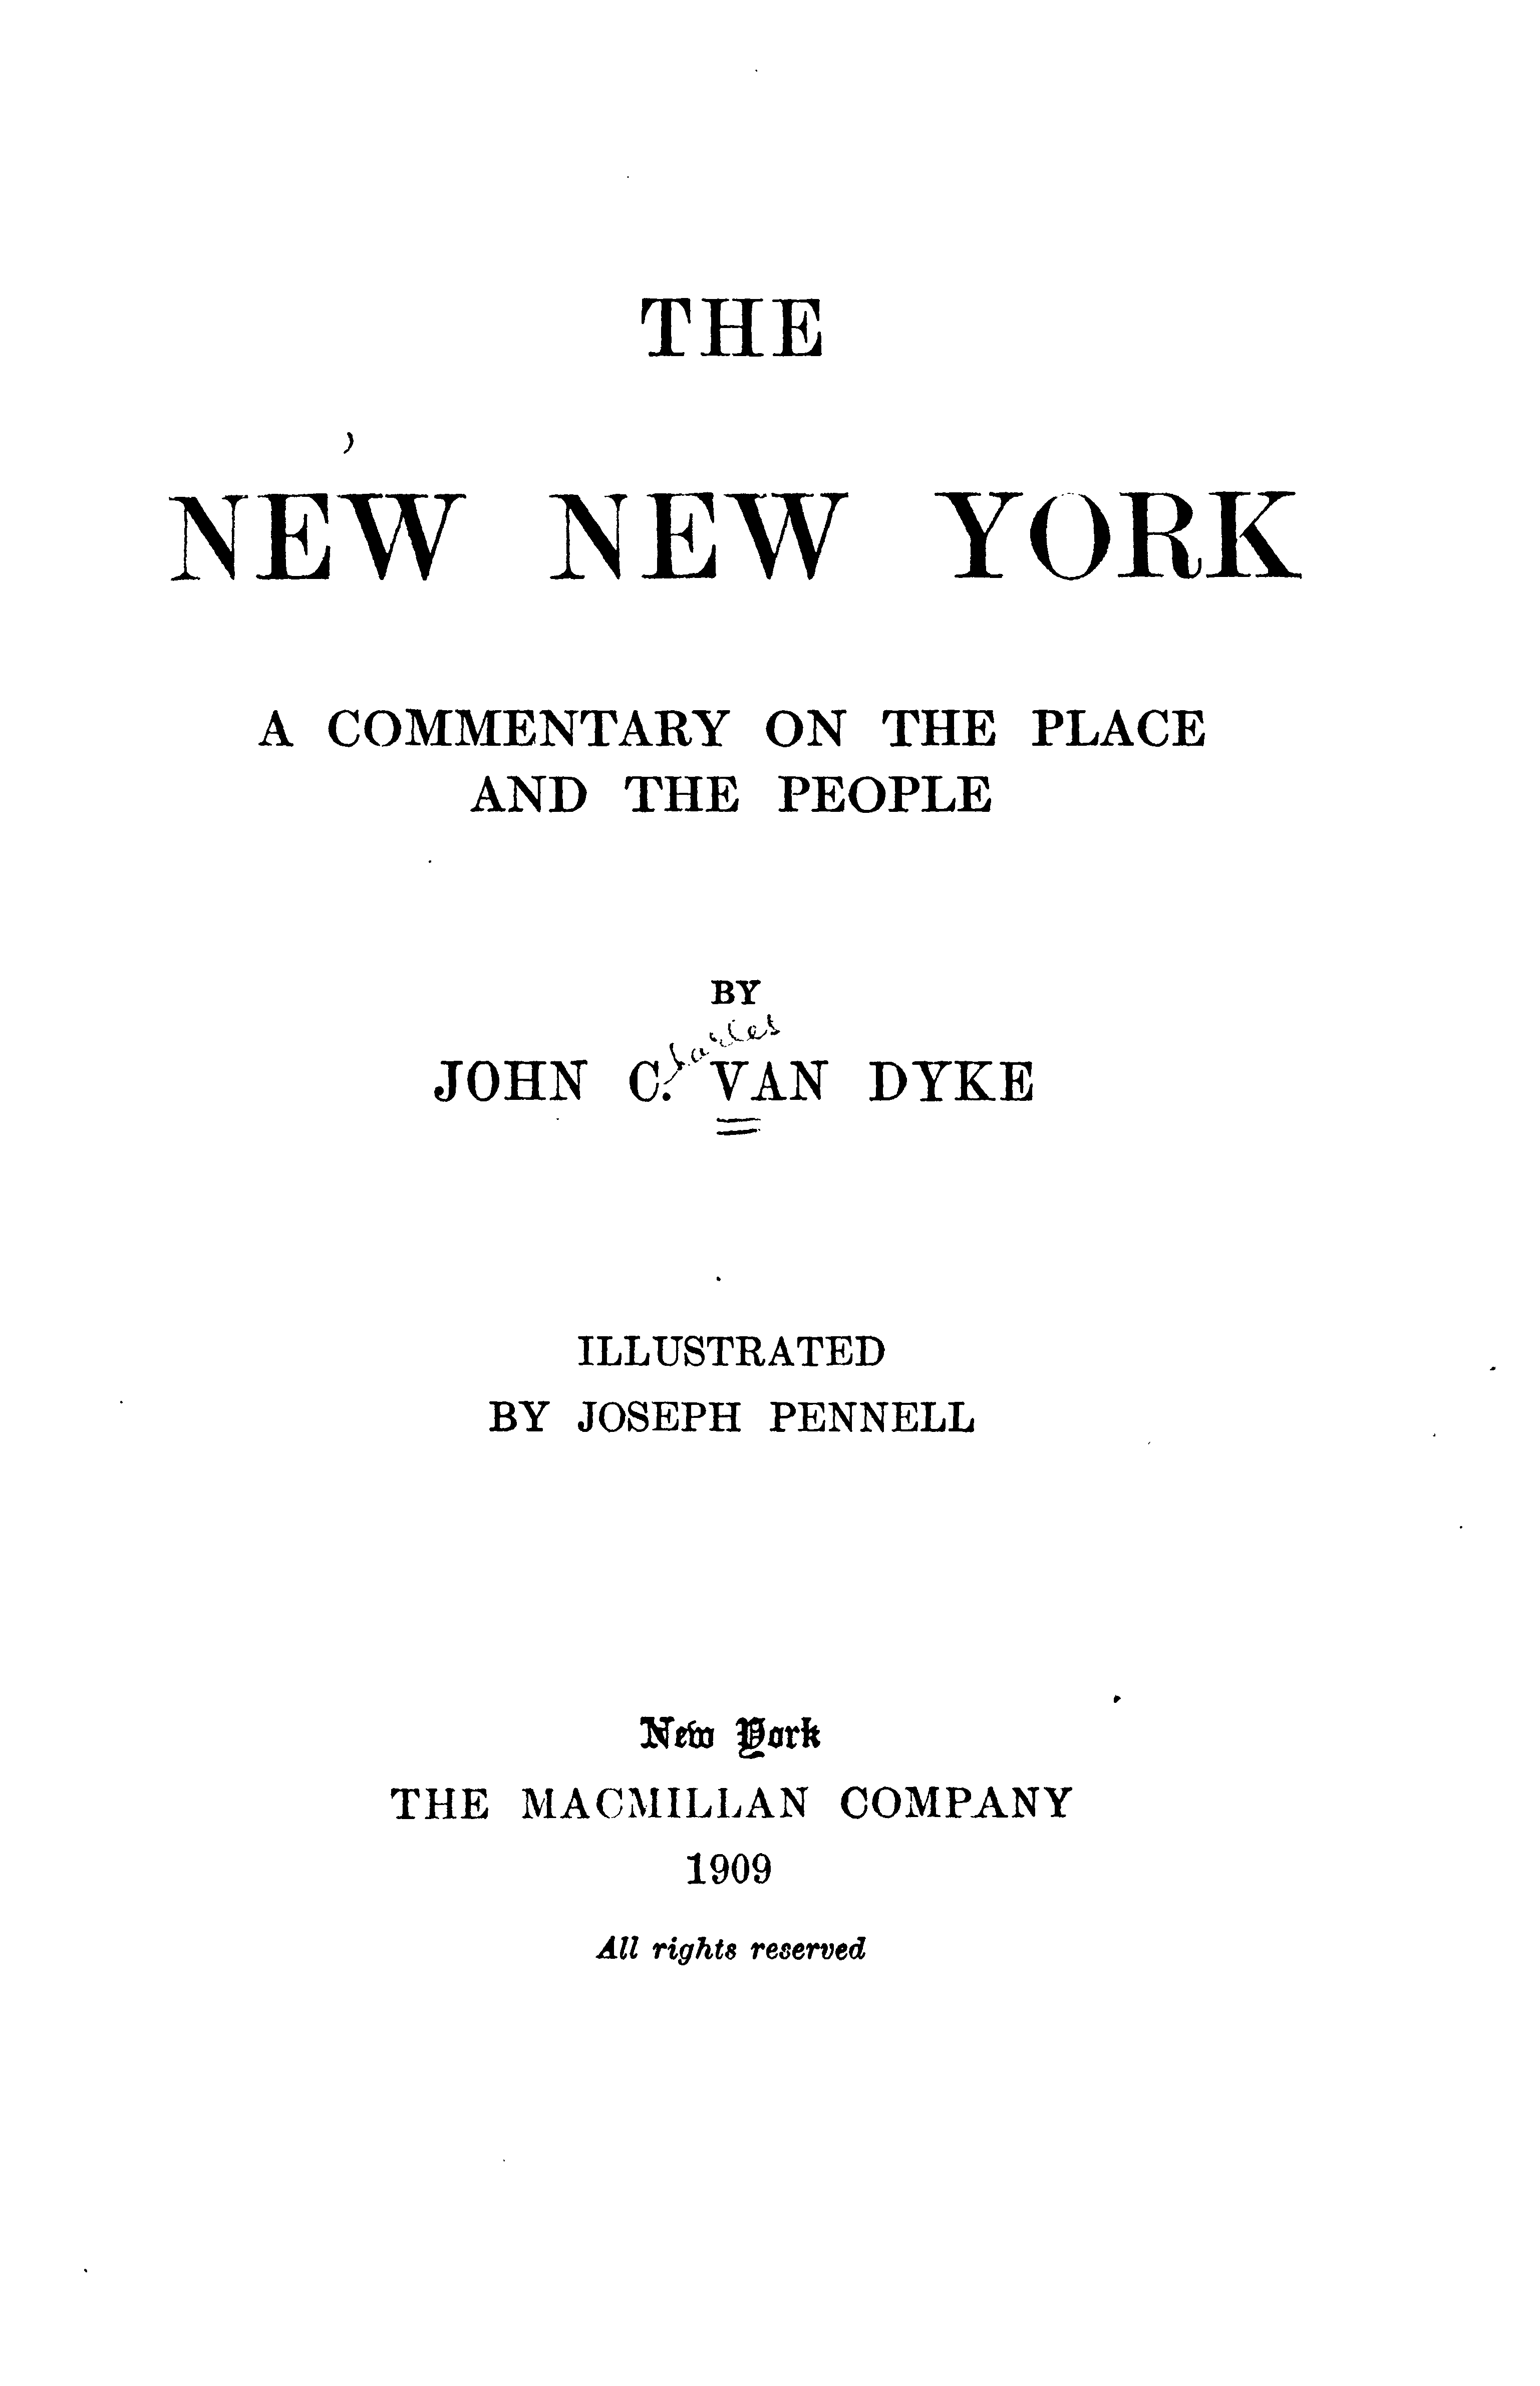 THE
NEW NEW YORK
A COMMENTARY ON THE PLACE
AND THE PEOPLE
BY
harles
JOHN C. VAN DYKE
ILLUSTRATED
BY JOSEPH PENNELL
New York
THE MACMILLAN COMPANY
1909
All rights reserved